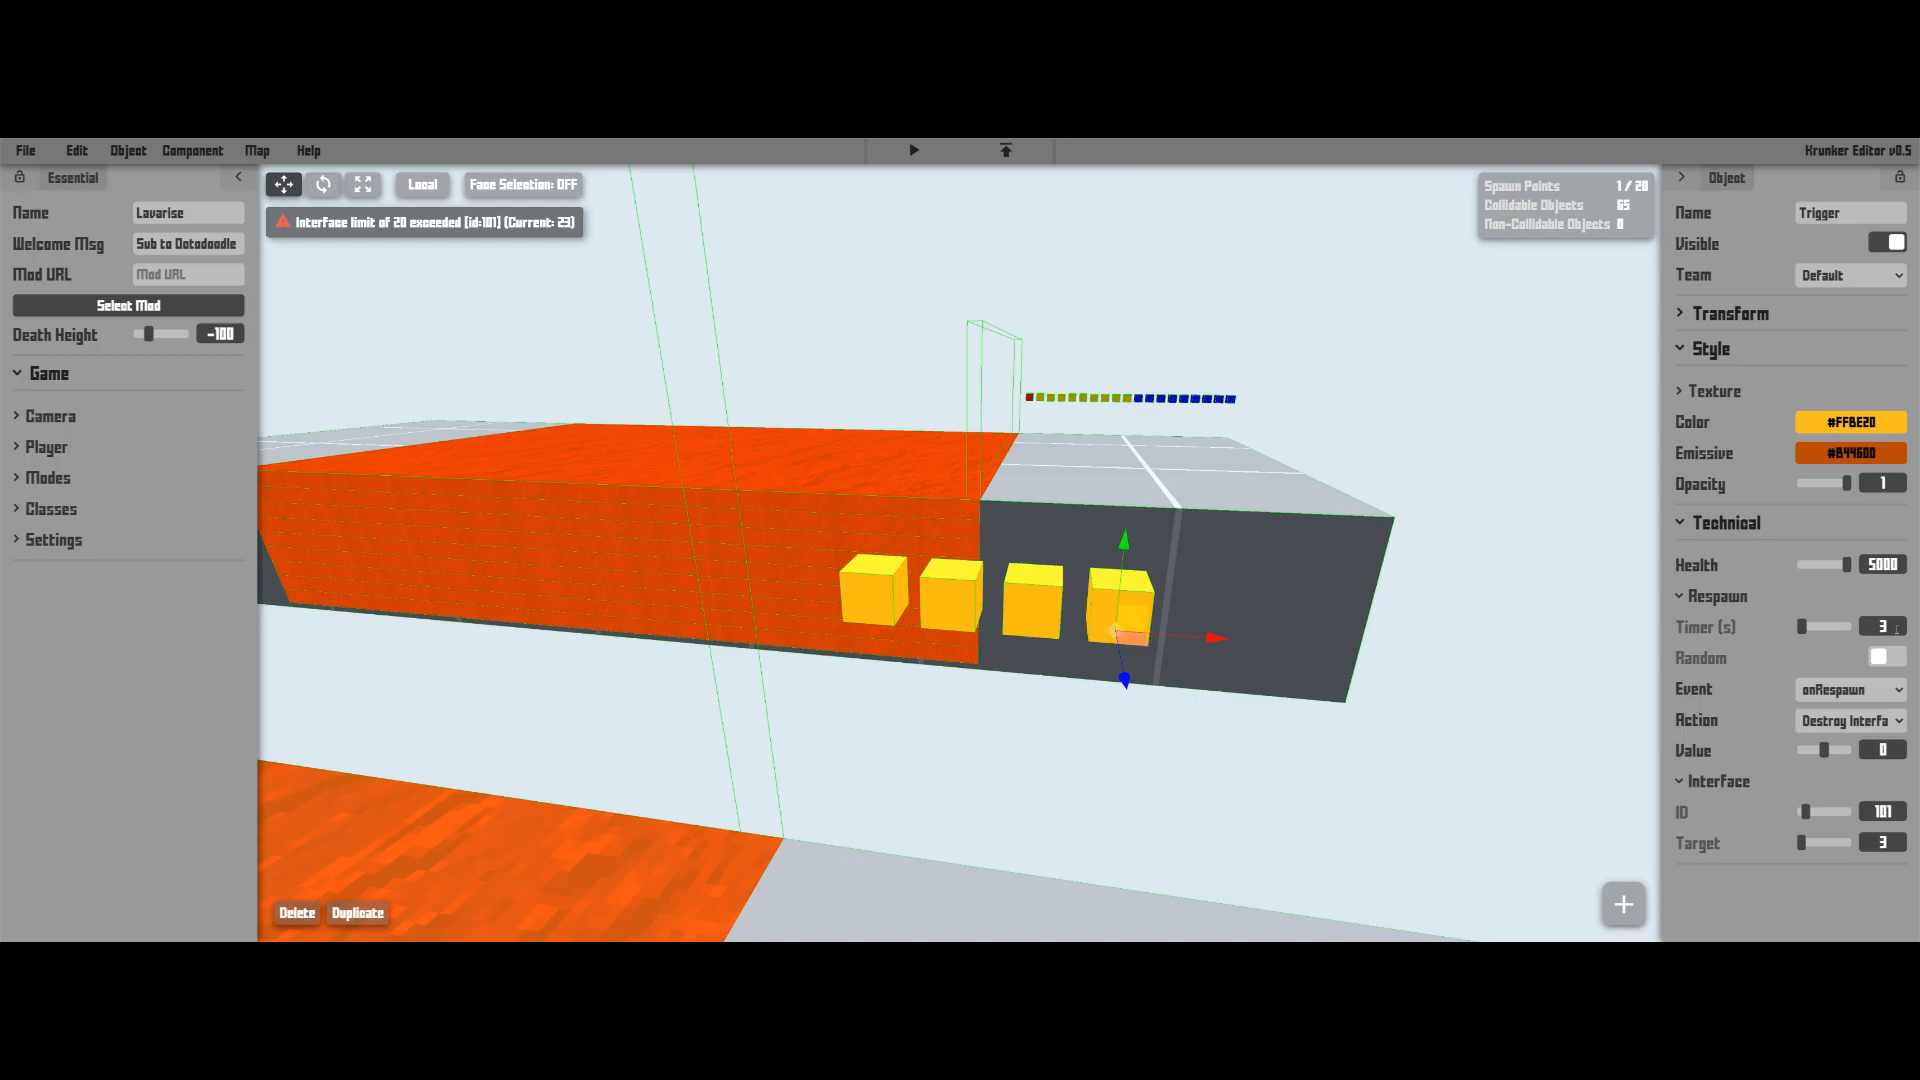 File Edit Object Component Map Help
Krunker Editor v0.5
Essential
Name Lavarise
Welcome Msg Sub to Dotodoodle
Mod URL Mod URL
Select Mod
Death Height -100
Game
Camera
Player
Modes
Classes
Settings
Local Face Selection: OFF
Interface limit of 20 exceeded [id:101] (Current: 23)
Spawn Points 1 / 20
Collidable Objects 65
Non-Collidable Objects 0
Delete Duplicate
Object
Name Trigger
Visible
Team Default
Transform
Style
Texture
Color #FFBE20
Emissive #B44600
Opacity 1
Technical
Health 5000
Respawn
Timer (s) 3
Random
Event onRespawn
Action Destroy Interfa
Value 0
Interface
ID 101
Target 3